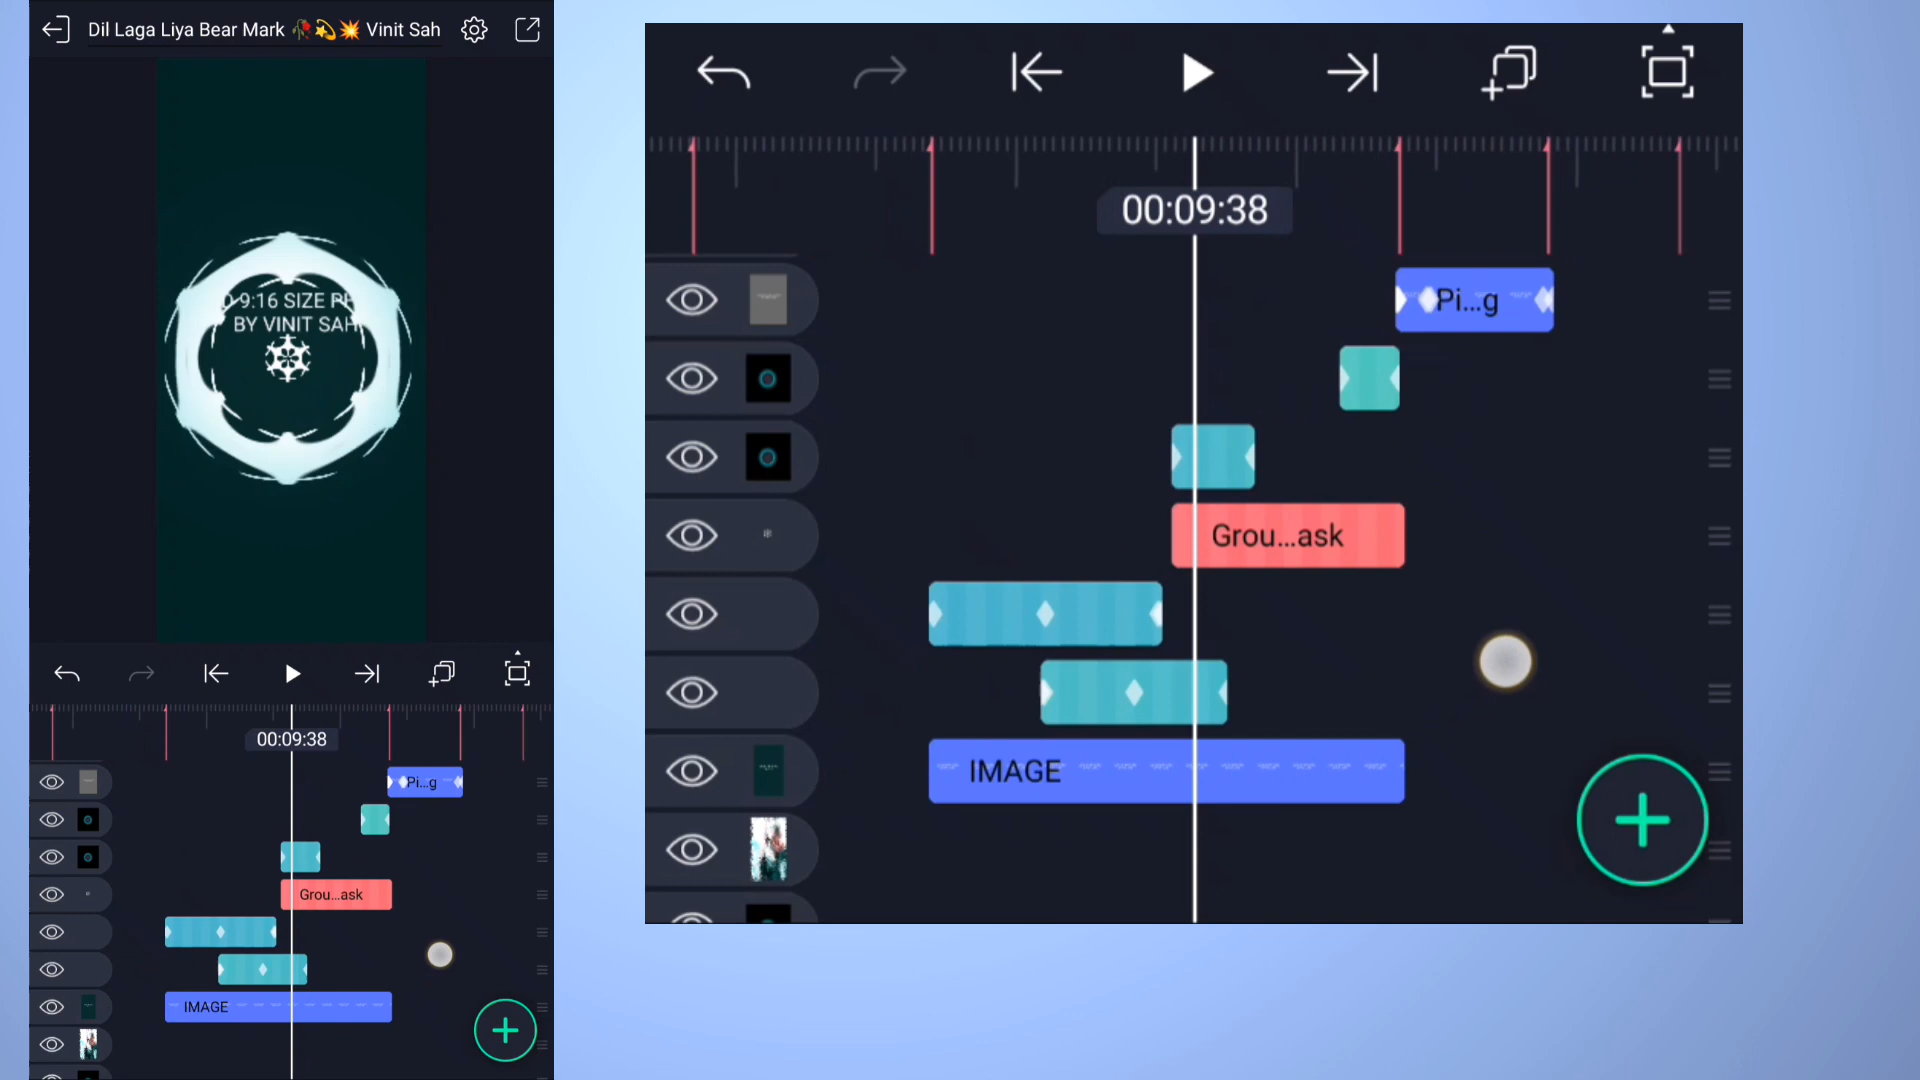 Dil Laga Liya Bear Mark 🥀💫💥 Vinit Sah
9:16 SIZE
BY VINIT SAH
00:09:38
Pi...g
Grou...ask
IMAGE
00:09:38
Pi...g
Grou...ask
IMAGE